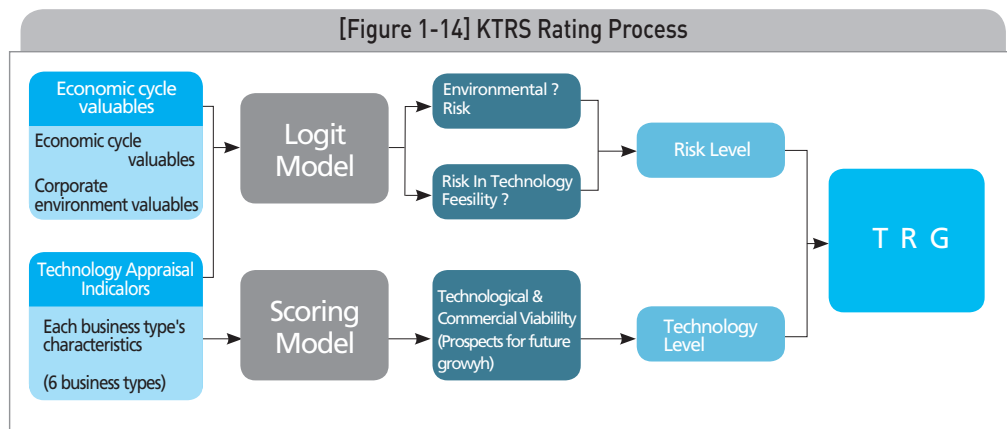 [Figure 1-14] KTRS Rating Process
Economic cycle
valuables
Economic cycle
valuables
Corporate
environment valuables
Technology Appraisal
Indicalors
Each business type's
characteristics
(6 business types)
Logit
Model
Scoring
Model
Environmental ?
Risk
Risk In Technology
Feesility ?
Technological &
Commercial Viabililty
(Prospects for future
growyh)
Risk Level
Technology
Level
T R G